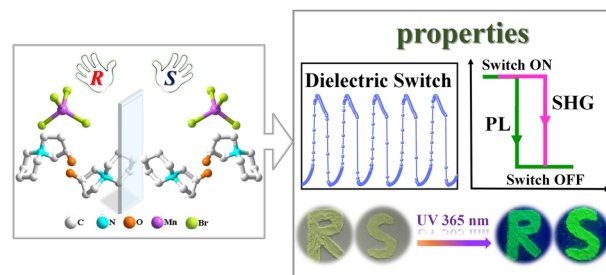 R
S
C
N
O
Mn
Br
properties
Dielectric Switch
Switch ON
SHG
PL
Switch OFF
R S
UV 365 nm
R S